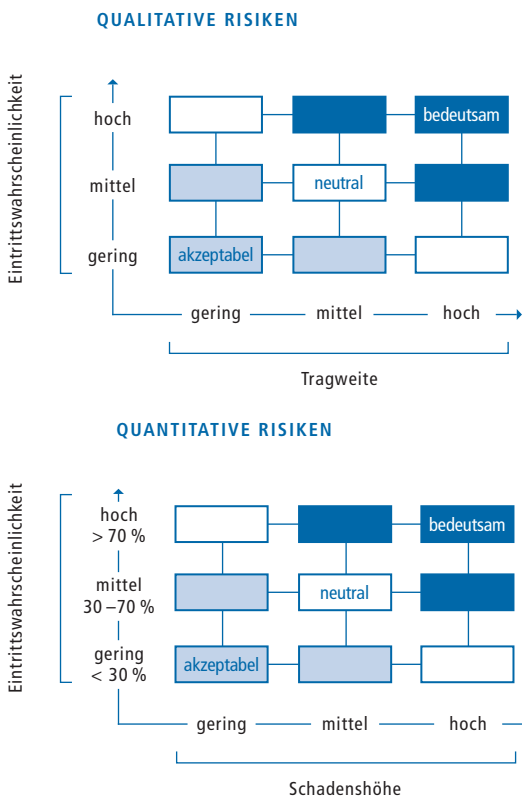 QUALITATIVE RISIKEN
Eintrittswahrscheinlichkeit
hoch
bedeutsam
mittel
neutral
gering
akzeptabel
gering
mittel
hoch
Tragweite
QUANTITATIVE RISIKEN
Eintrittswahrscheinlichkeit
hoch
> 70 %
bedeutsam
mittel
30 –70 %
neutral
gering
< 30 %
akzeptabel
gering
mittel
hoch
Schadenshöhe